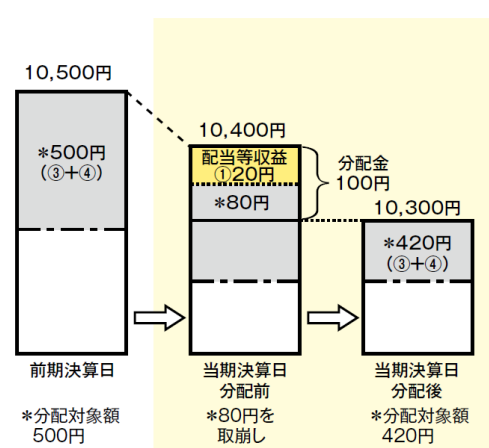 10,500円
＊500円
（③＋④）
前期決算日
＊分配対象額
500円
10,400円
配当等収益
①20円
＊80円
分配金
100円
当期決算日
分配前
＊80円を
取崩し
10,300円
＊420円
（③＋④）
当期決算日
分配後
＊分配対象額
420円